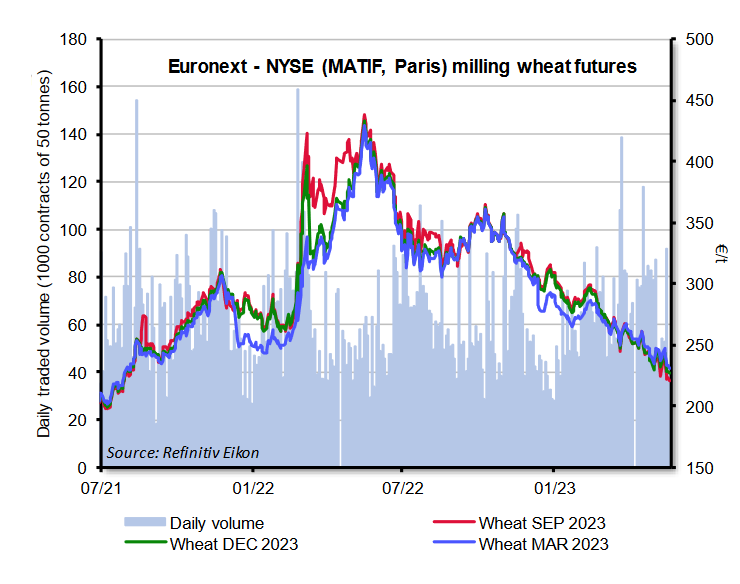 Euronext - NYSE (MATIF, Paris) milling wheat futures
Daily traded volume (1000 contracts of 50 tonnes)
180
160
140
120
100
80
60
40
20
0
500
450
400
350
300
250
200
150
€/t
Source: Refinitiv Eikon
07/21 01/22 07/22 01/23
Daily volume Wheat SEP 2023
Wheat DEC 2023 Wheat MAR 2023